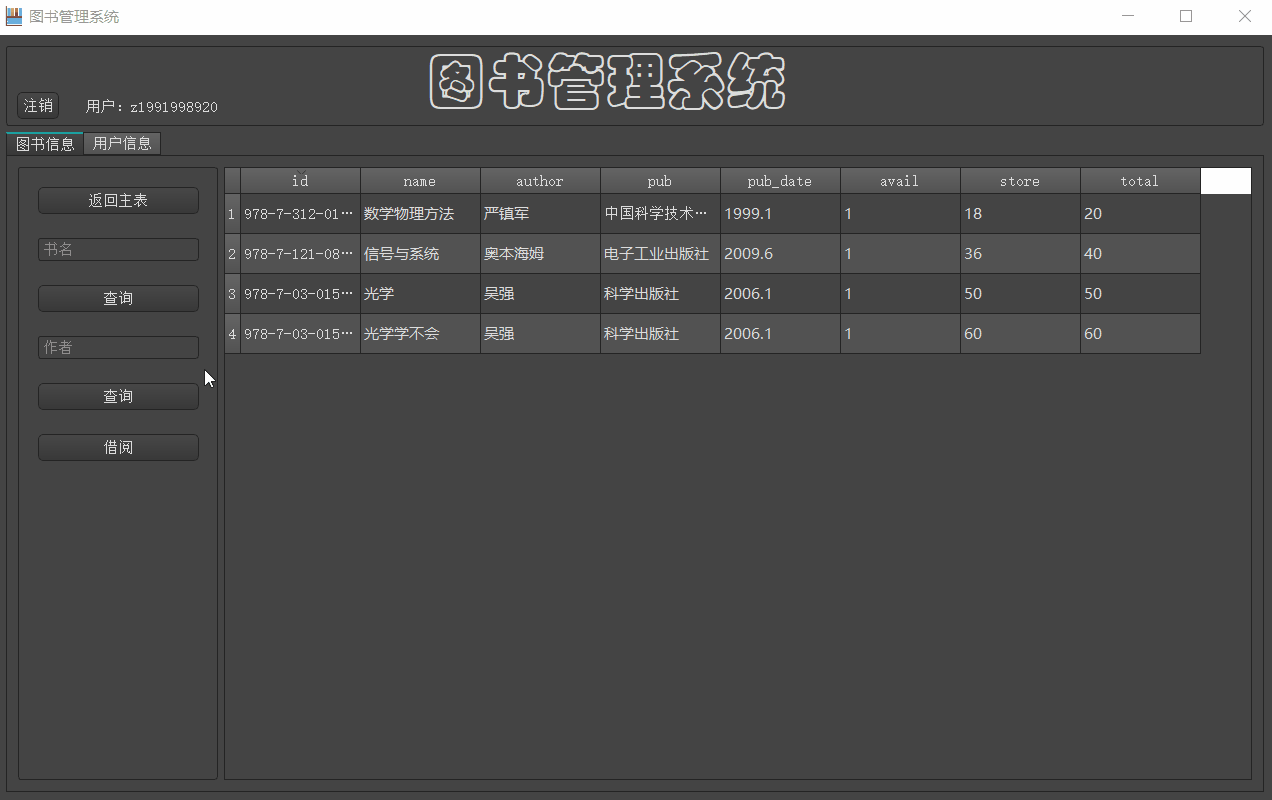 图书管理系统
图书管理系统
注销 用户：z1991998920
图书信息 用户信息
返回主表
书名
查询
作者
查询
借阅
id name author pub pub_date avail store total
1 978-7-312-01… 数学物理方法 严镇军 中国科学技术… 1999.1 1 18 20
2 978-7-121-08… 信号与系统 奥本海姆 电子工业出版社 2009.6 1 36 40
3 978-7-03-015… 光学 吴强 科学出版社 2006.1 1 50 50
4 978-7-03-015… 光学学不会 吴强 科学出版社 2006.1 1 60 60